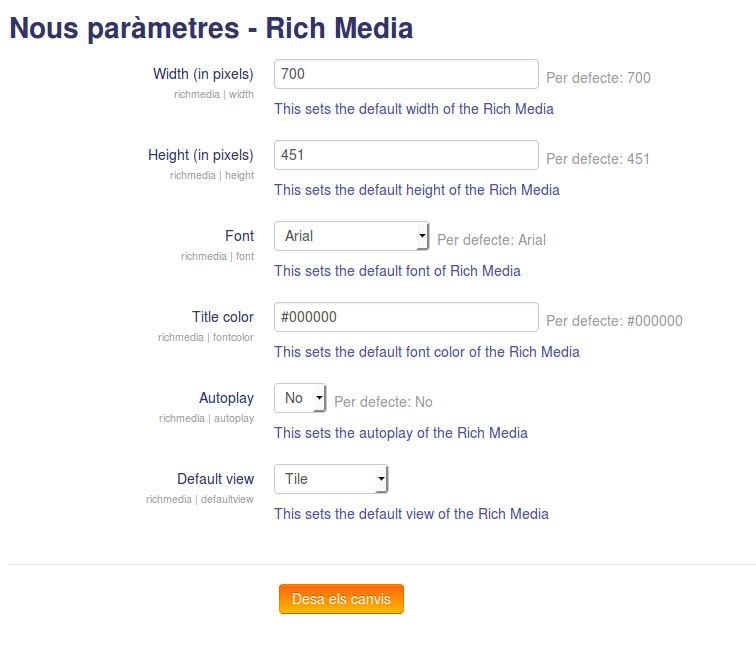 Nous paràmetres - Rich Media
Width (in pixels) 700 Per defecte: 700
richmedia | width
This sets the default width of the Rich Media
Height (in pixels) 451 Per defecte: 451
richmedia | height
This sets the default height of the Rich Media
Font Arial Per defecte: Arial
richmedia | font
This sets the default font of Rich Media
Title color #000000 Per defecte: #000000
richmedia | fontcolor
This sets the default font color of the Rich Media
Autoplay No Per defecte: No
richmedia | autoplay
This sets the autoplay of the Rich Media
Default view Tile
richmedia | defaultview
This sets the default view of the Rich Media
Desa els canvis